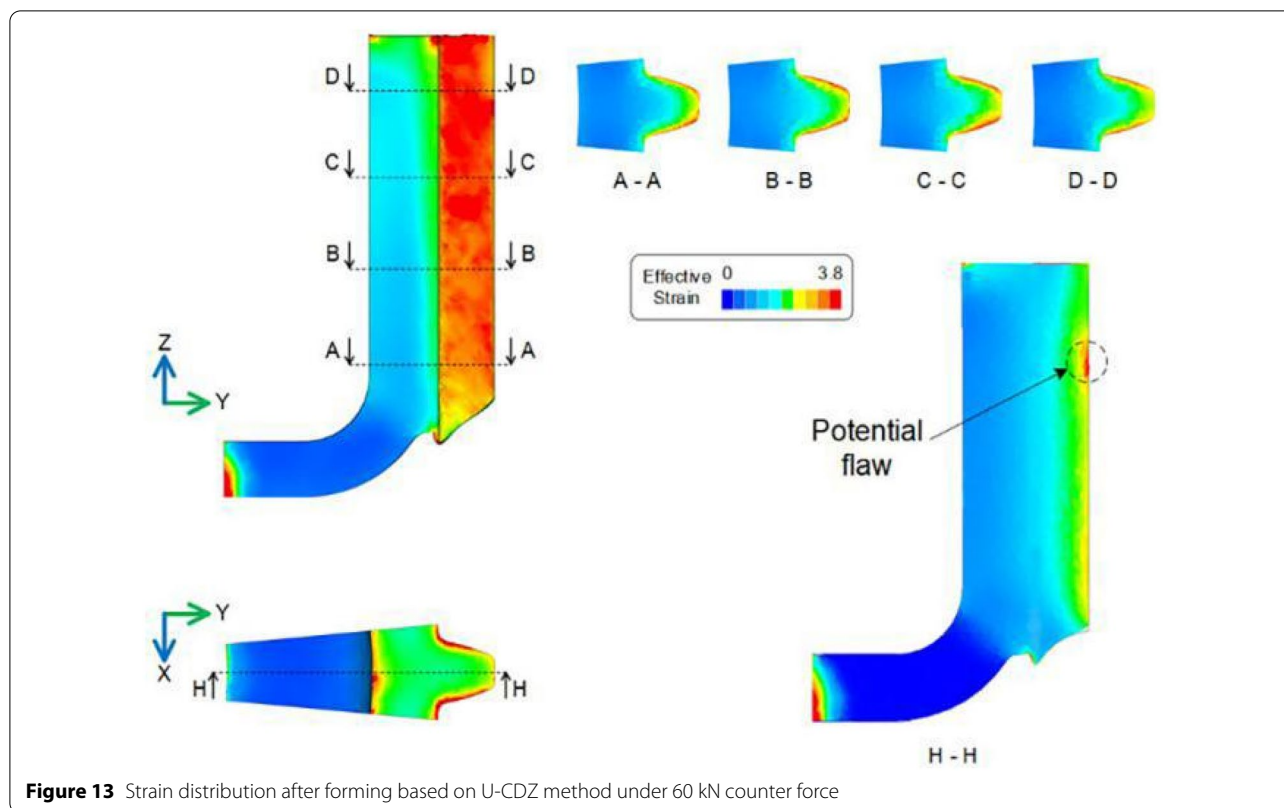 D D
C C
B B
A A
Z
Y
A - A B - B C - C D - D
Effective 0 3.8
Strain
Potential
flaw
Y
X
H H
H - H
Figure 13 Strain distribution after forming based on U-CDZ method under 60 kN counter force